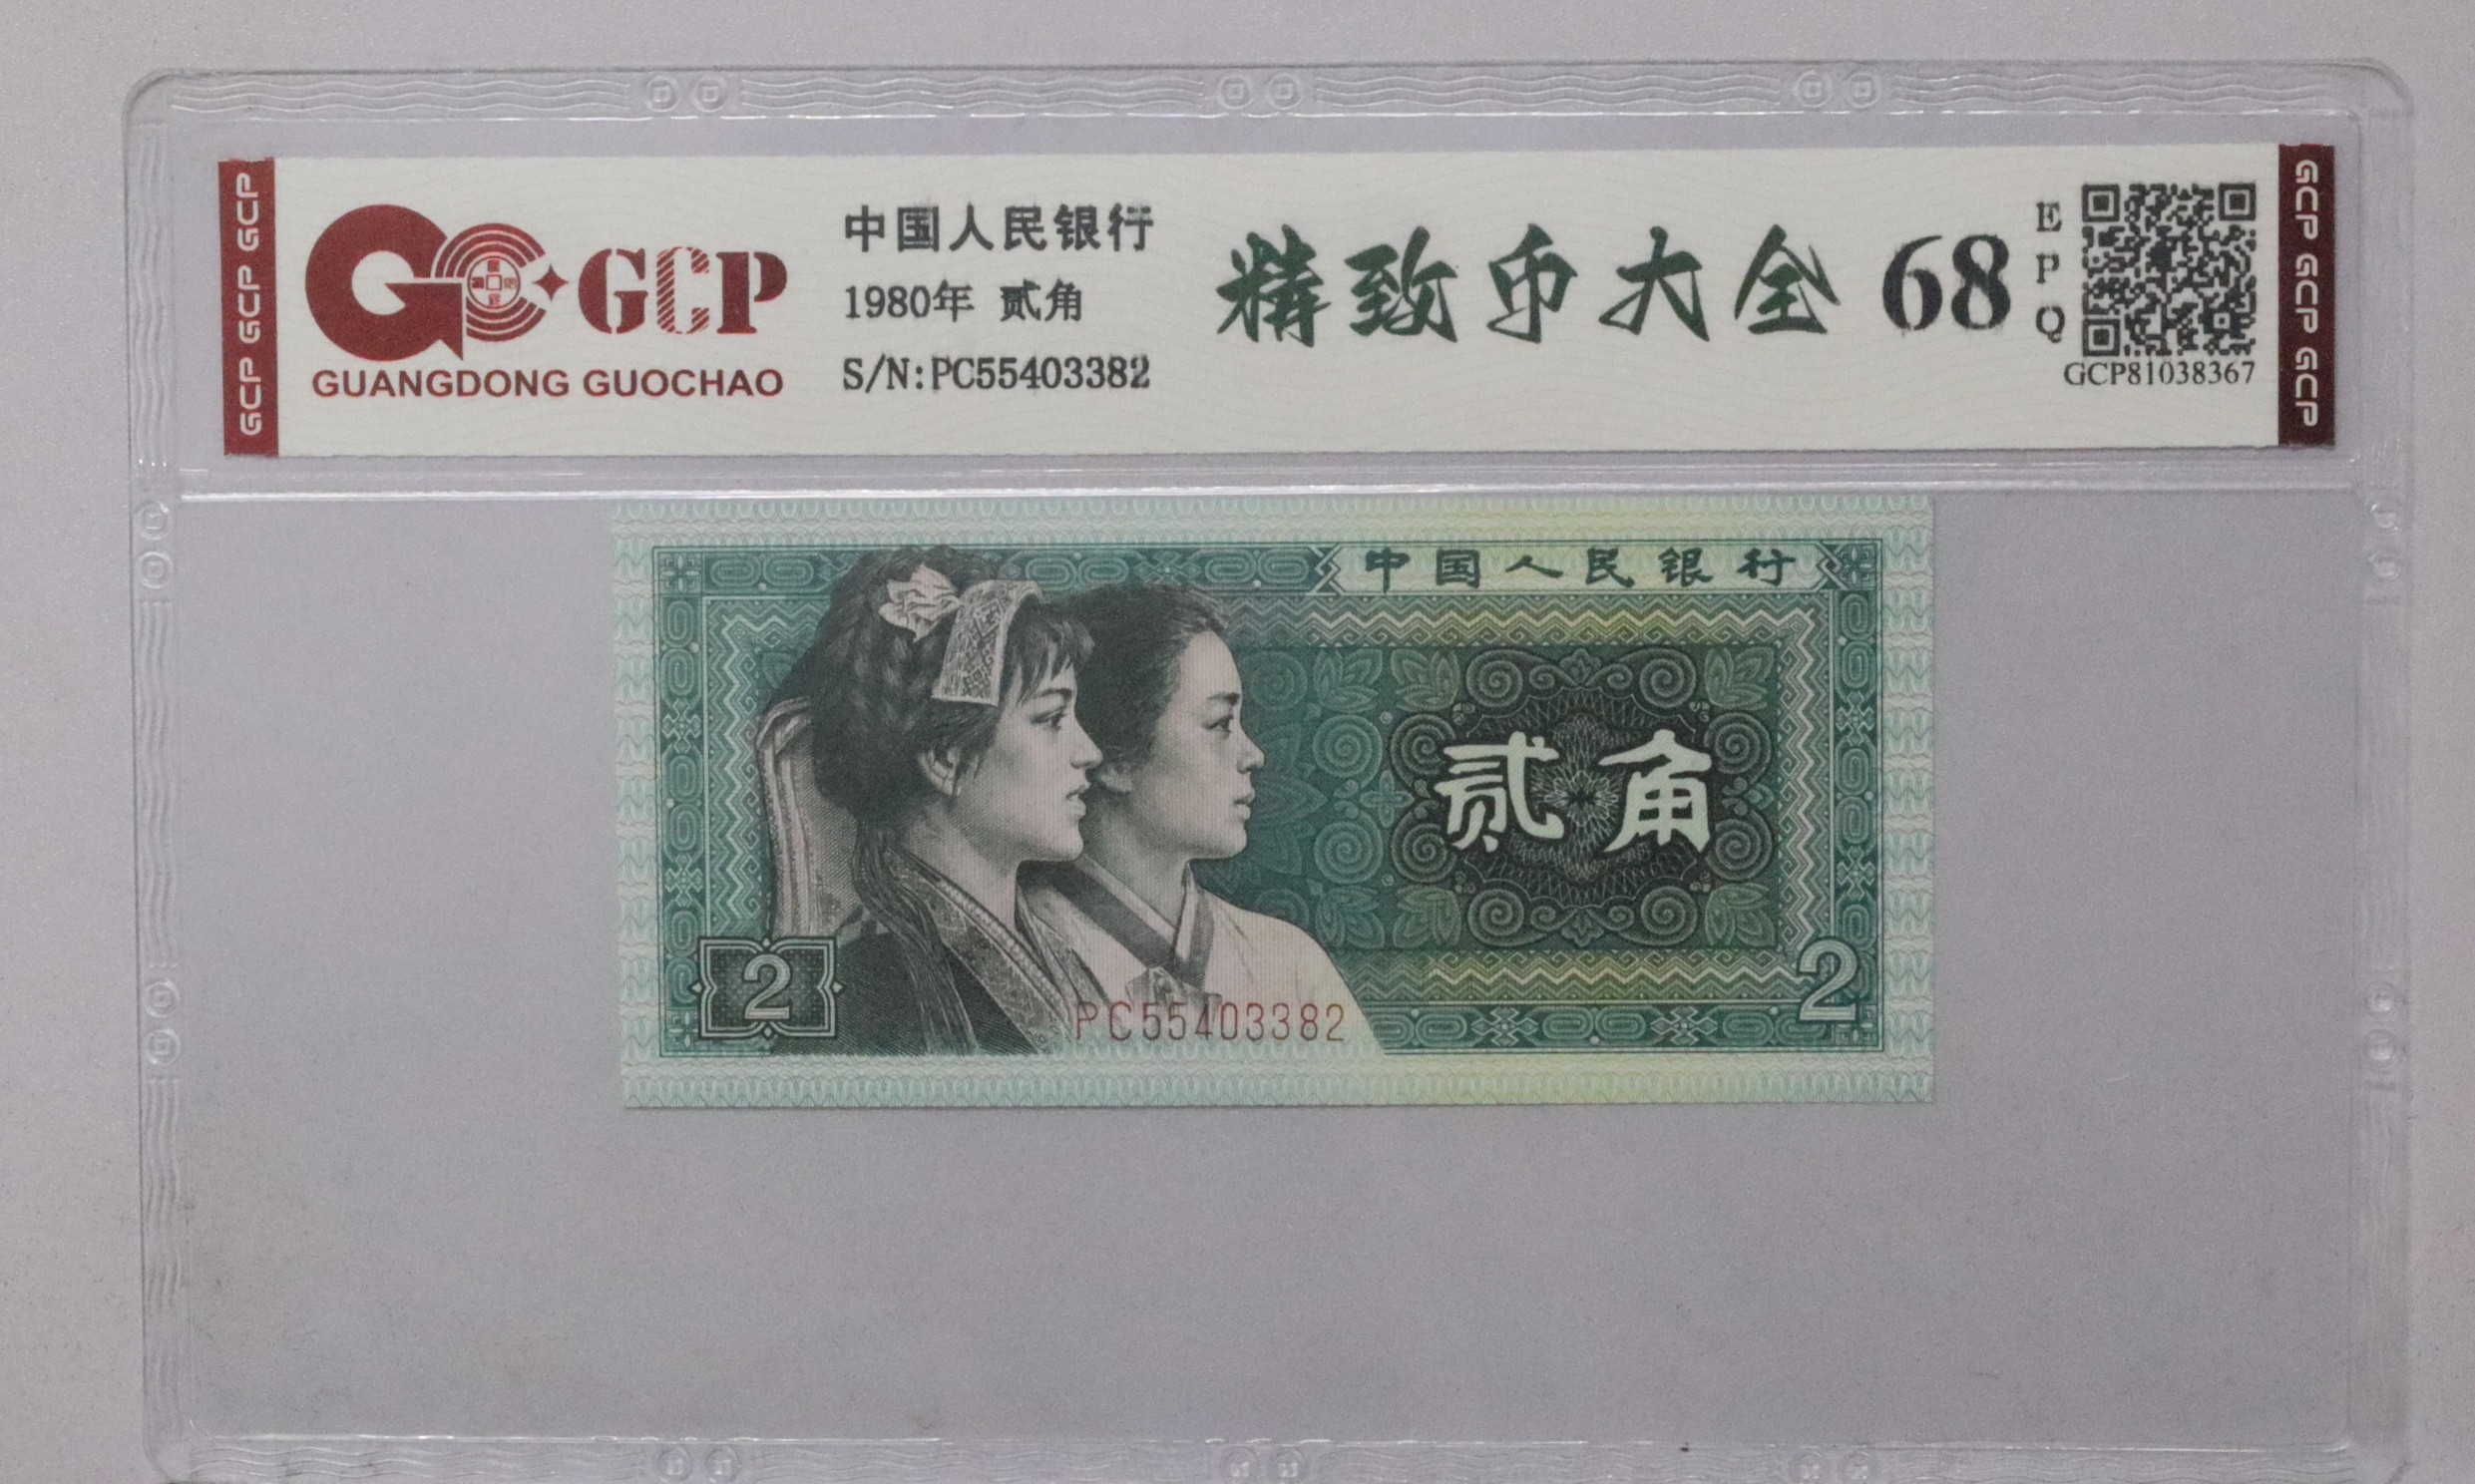 GCP GCP GCP
GCP
GUANGDONG GUOCHAO
中国人民银行
1980年 贰角
S/N:PC55403382
精致币大全
68
EPQ
GCP81038367
GCP GCP GCP
中国人民银行
贰角
2
PC55403382
2